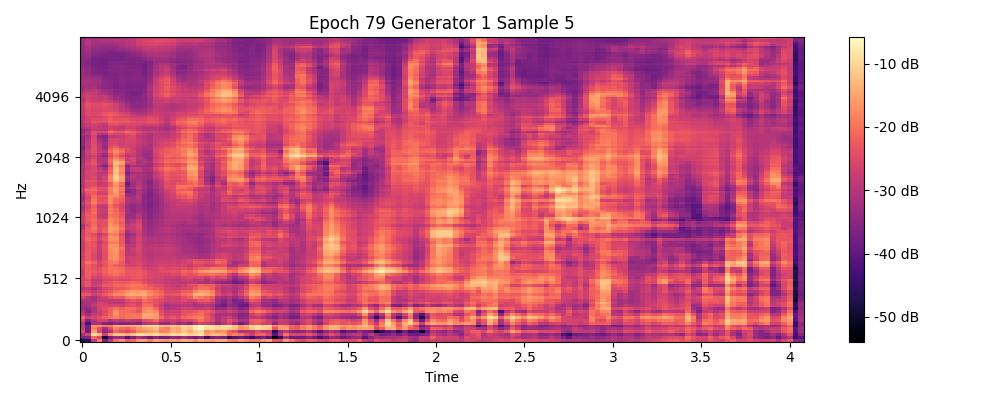 Epoch 79 Generator 1 Sample 5
Hz
4096
2048
1024
512
0
0 0.5 1 1.5 2 2.5 3 3.5 4
Time
-10 dB
-20 dB
-30 dB
-40 dB
-50 dB